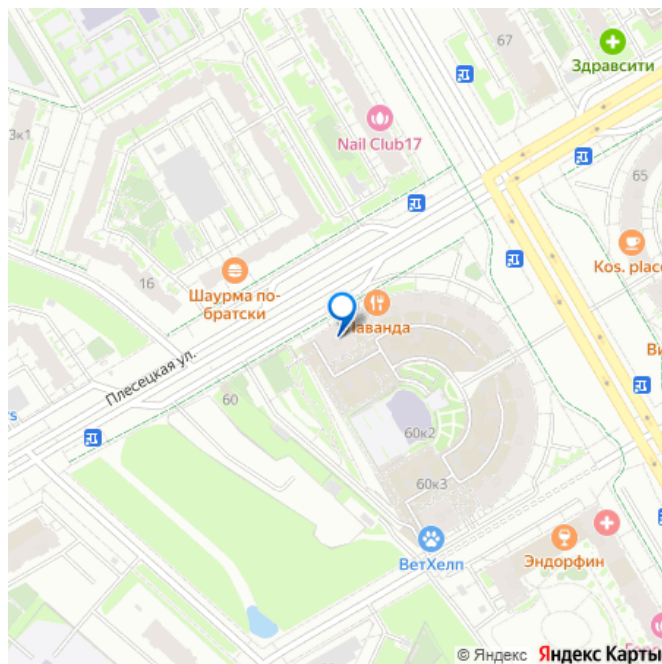 67
Здравсити
3к1
Nail Club17
65
Kos. place
16
Шаурма по-
братски
Лаванда
Плесецкая ул.
60
60к2
60к3
ВетХелп
Эндорфин
© Яндекс Яндекс Карты